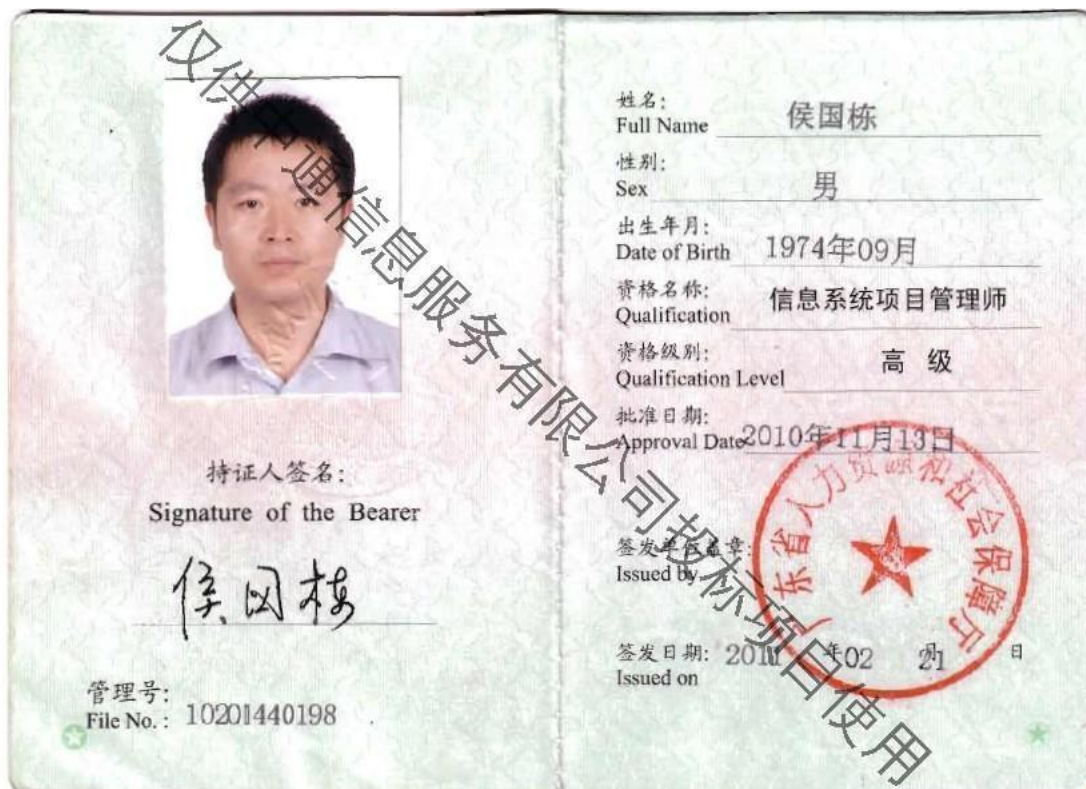 持证人签名:
Signature of the Bearer
侯国栋
管理号:
File No.: 10201440198
姓名:
Full Name 侯国栋
性别:
Sex 男
出生年月:
Date of Birth 1974年09月
资格名称:
Qualification 信息系统项目管理师
资格级别:
Qualification Level 高 级
批准日期:
Approval Date 2010年11月13日
签发单位盖章:
Issued by
广东省人力资源和社会保障厅
签发日期: 2011 年 02 月 21 日
Issued on
仅供中通信息服务有限公司投标项目使用